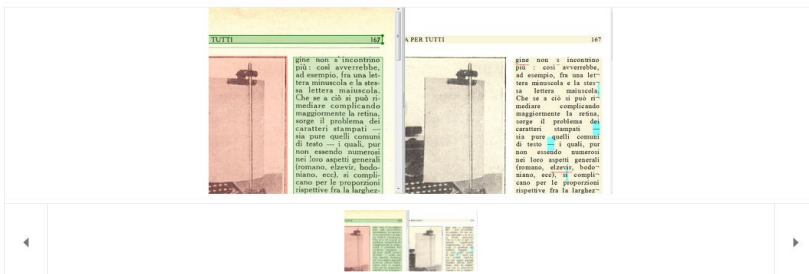 TUTTI 167
gine non s'incontrino
più : così avverrebbe,
ad esempio, fra una let-
tera minuscola e la stes-
sa lettera maiuscola.
Che se a ciò si può ri-
mediare complicando
maggiormente la retina,
sorge il problema dei
caratteri stampati —
sia pure quelli comuni
di testo — i quali, pur
non essendo numerosi
nei loro aspetti generali
(romano, elzevir, bodo-
niano, ecc), si compli-
cano per le proporzioni
rispettive fra la larghez-
A PER TUTTI 167
gine non s incontrino
più : così avverrebbe,
ad esempio, fra una let¬
tera minuscola e la stes¬
sa lettera maiuscola.
Che se a ciò si può ri¬
mediare complicando
maggiormente la retina,
sorge il problema dei
caratteri stampati —
sia pure quelli comuni
di testo — i quali, pur
non essendo numerosi
nei loro aspetti generali
(romano, elzevir, bodo¬
niano, ecc), si compli¬
cano per le proporzioni
rispettive fra la larghez¬